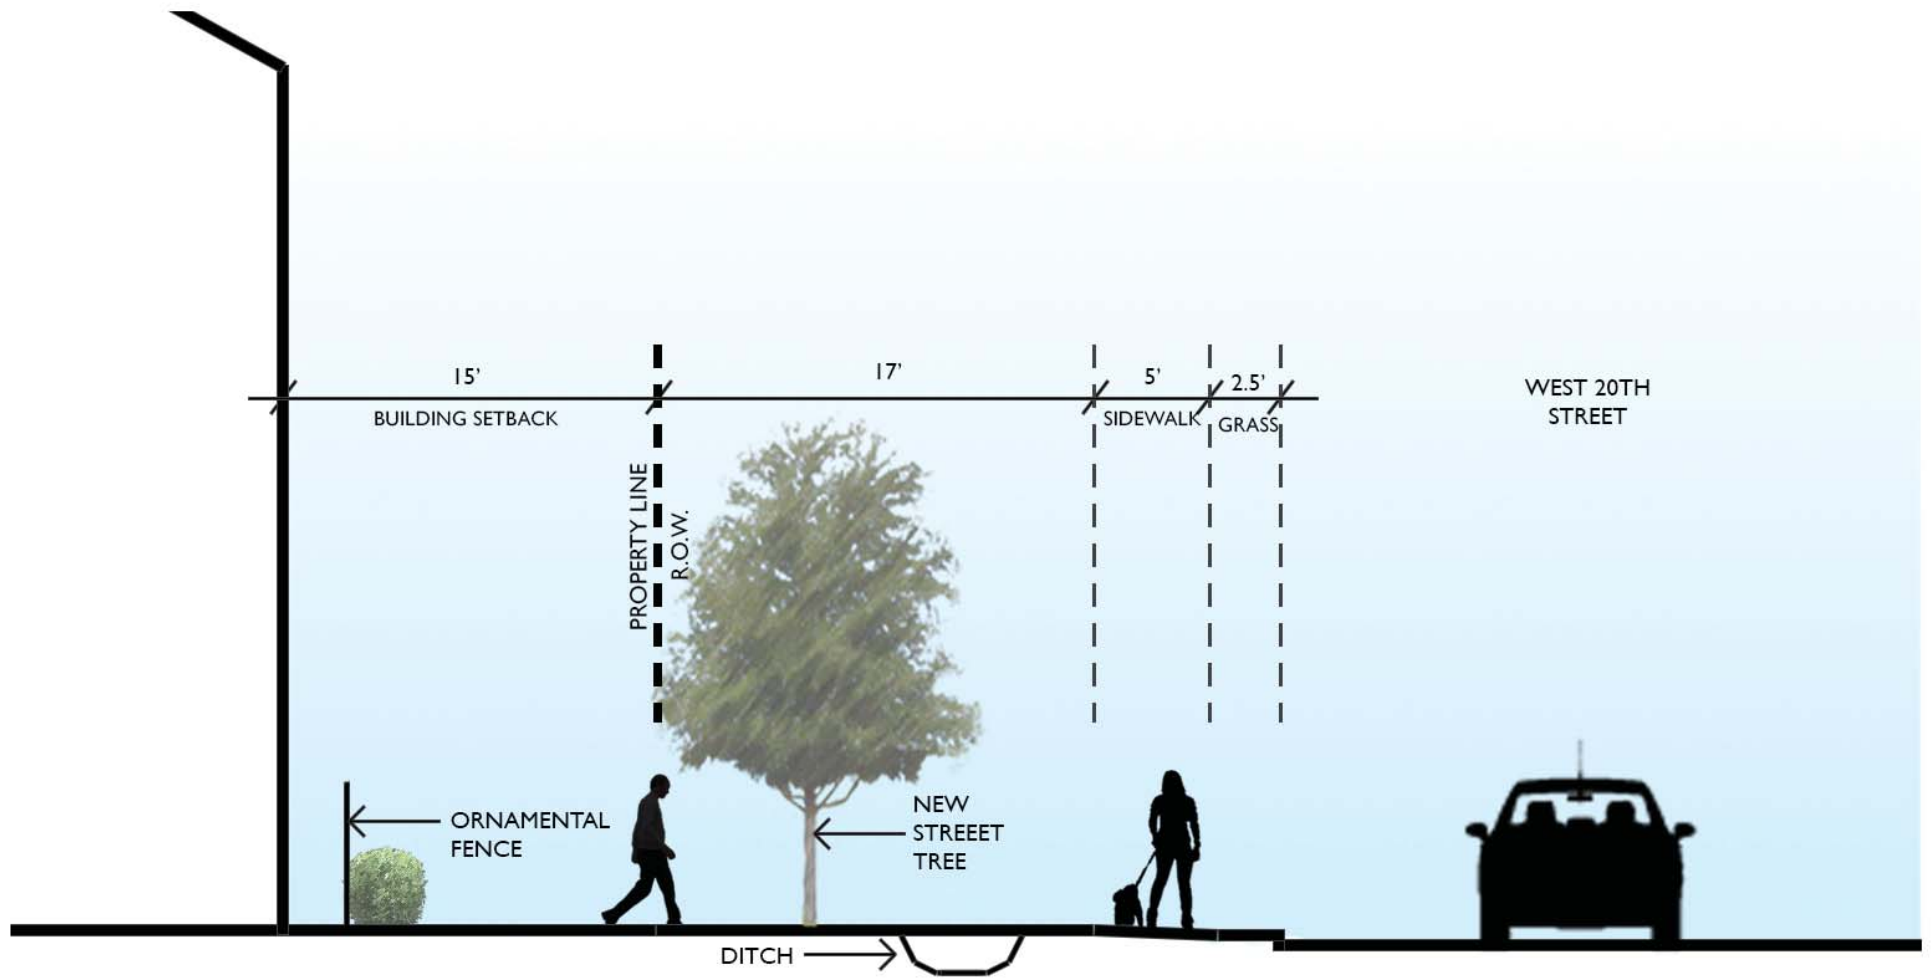 15’
17’
5’
2.5’
BUILDING SETBACK
SIDEWALK
GRASS
WEST 20TH
STREET
PROPERTY LINE
R.O.W.
ORNAMENTAL
FENCE
NEW
STREEET
TREE
DITCH